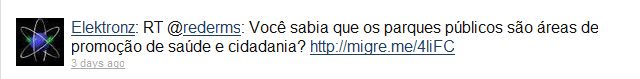 Elektronz: RT @rederms: Você sabia que os parques públicos são áreas de
promoção de saúde e cidadania? http://migre.me/4liFC
3 days ago